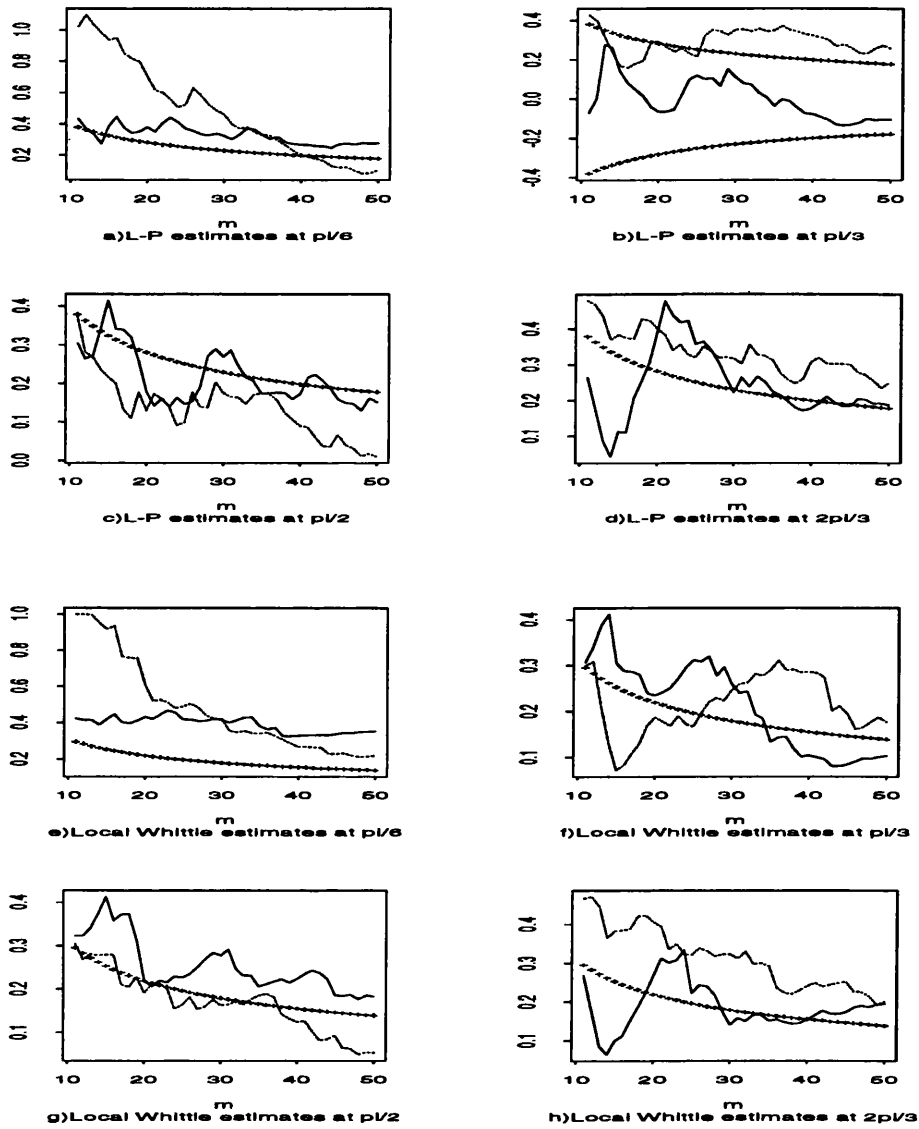 1.0
0.8
0.6
0.4
0.2
10 20 30 40 50
m
a)L-P estimates at pi/6
0.4
0.2
0.0
-0.2
-0.4
10 20 30 40 50
m
b)L-P estimates at pi/3
0.4
0.3
0.2
0.1
0.0
10 20 30 40 50
m
c)L-P estimates at pi/2
0.4
0.3
0.2
0.1
10 20 30 40 50
m
d)L-P estimates at 2pi/3
1.0
0.8
0.6
0.4
0.2
10 20 30 40 50
m
e)Local Whittle estimates at pi/6
0.4
0.3
0.2
0.1
10 20 30 40 50
m
f)Local Whittle estimates at pi/3
0.4
0.3
0.2
0.1
10 20 30 40 50
m
g)Local Whittle estimates at pi/2
0.4
0.3
0.2
0.1
10 20 30 40 50
m
h)Local Whittle estimates at 2pi/3